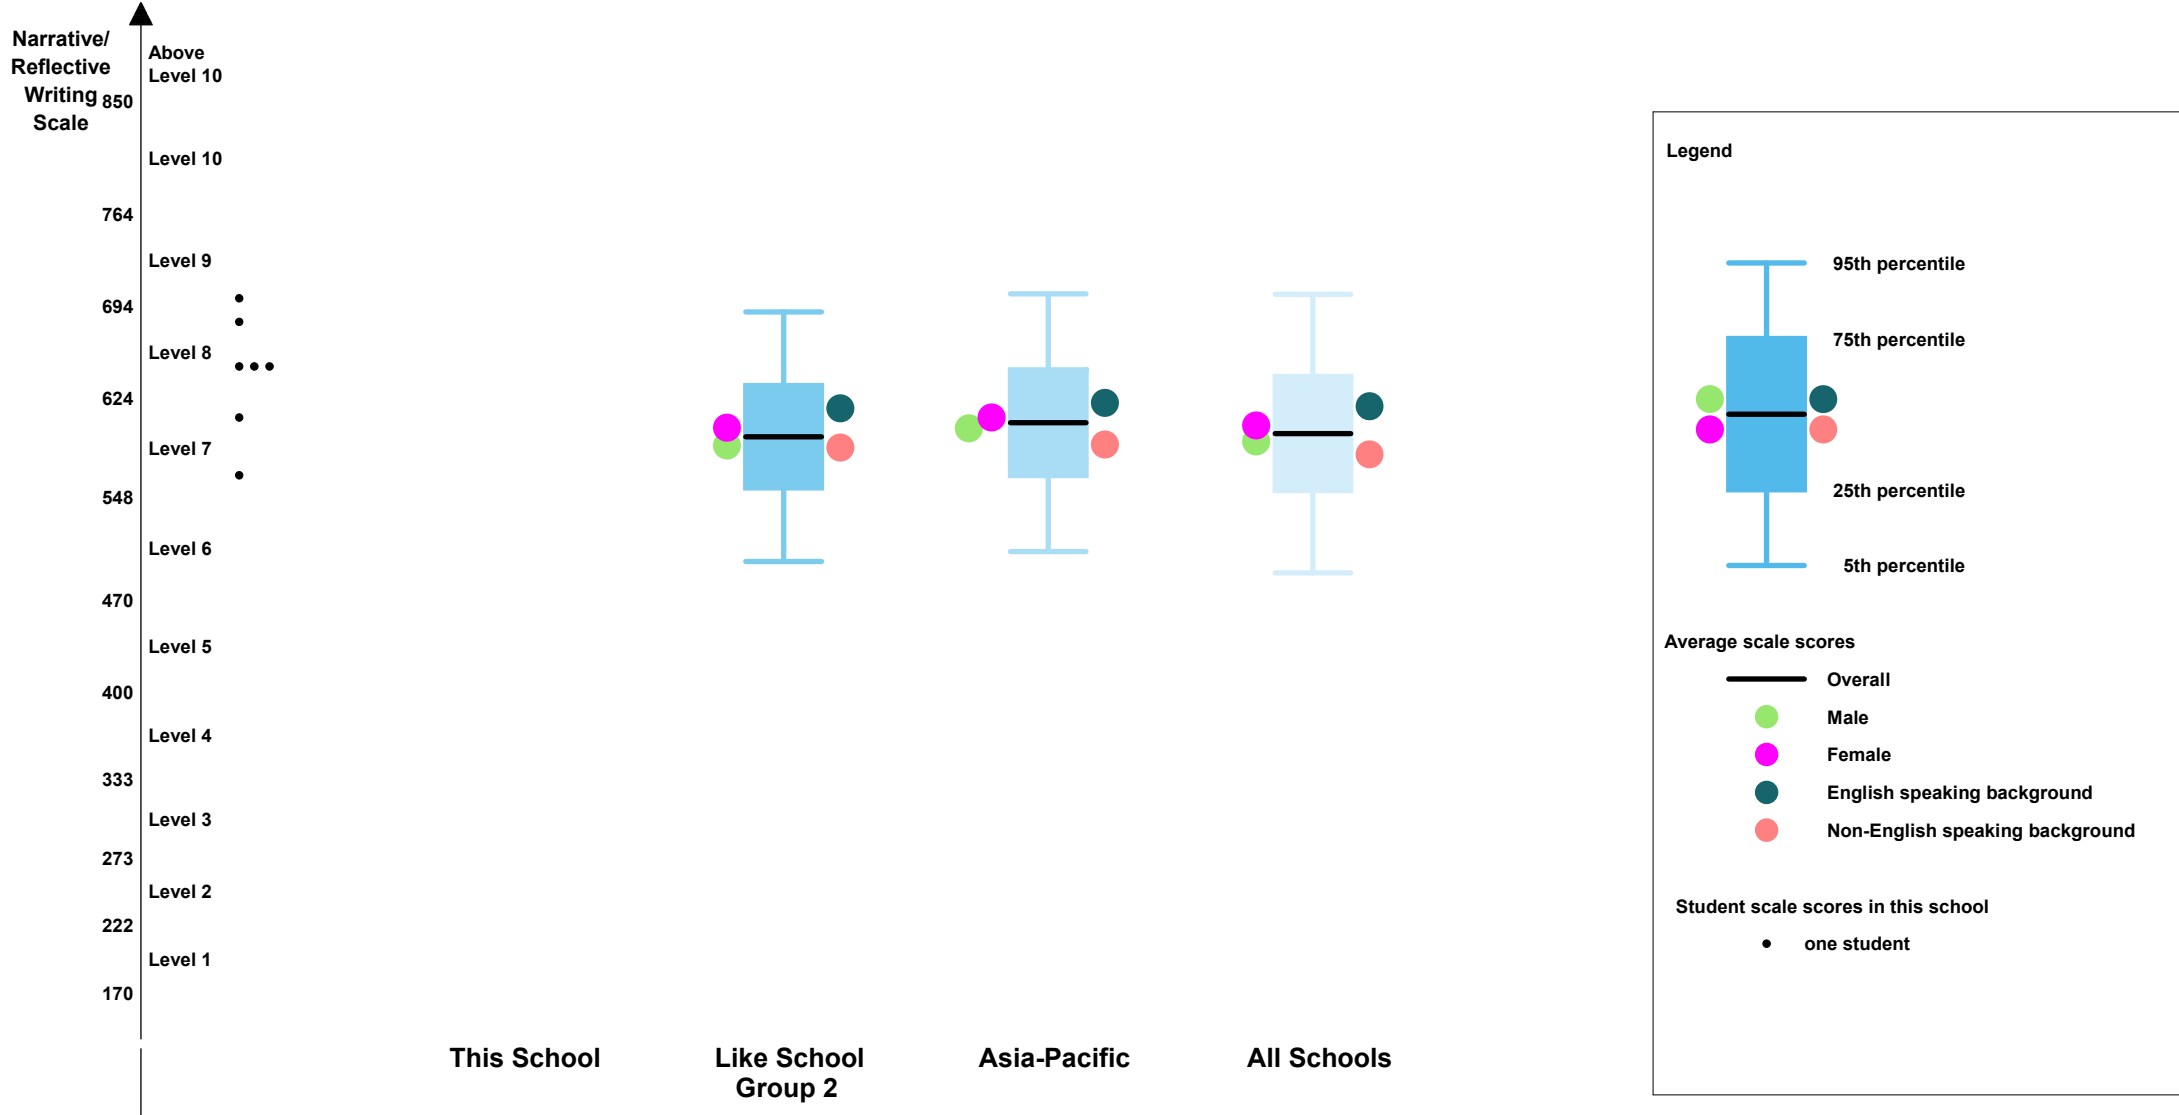 Narrative/
Reflective
Writing
Scale
Above
Level 10
850
Level 10
764
Level 9
694
Level 8
624
Level 7
548
Level 6
470
Level 5
400
Level 4
333
Level 3
273
Level 2
222
Level 1
170
This School
Like School
Group 2
Asia-Pacific
All Schools
Legend
95th percentile
75th percentile
25th percentile
5th percentile
Average scale scores
Overall
Male
Female
English speaking background
Non-English speaking background
Student scale scores in this school
one student